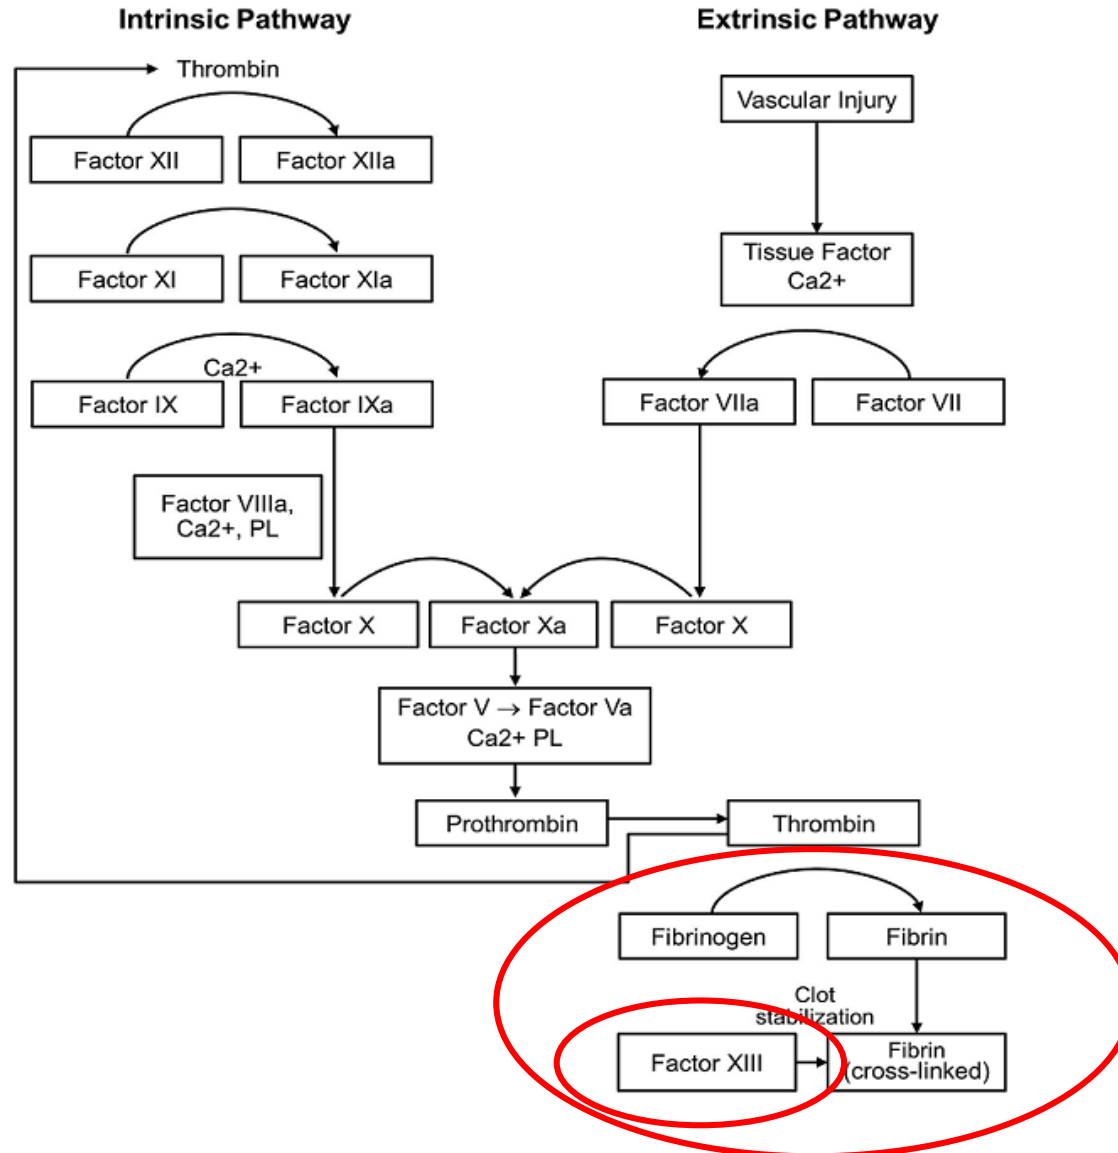 Intrinsic Pathway
Extrinsic Pathway
Thrombin
Vascular Injury
Factor XII
Factor XIIa
Tissue Factor
Ca2+
Factor XI
Factor XIa
Ca2+
Factor IX
Factor IXa
Factor VIIa
Factor VII
Factor VIIIa,
Ca2+, PL
Factor X
Factor Xa
Factor X
Factor V → Factor Va
Ca2+ PL
Prothrombin
Thrombin
Fibrinogen
Fibrin
Clot
stabilization
Factor XIII
Fibrin
(cross-linked)